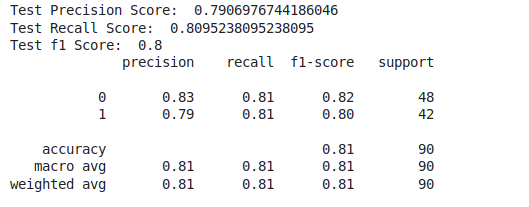 Test Precision Score:  0.7906976744186046
Test Recall Score:  0.8095238095238095
Test f1 Score:  0.8
              precision    recall  f1-score   support

           0       0.83      0.81      0.82        48
           1       0.79      0.81      0.80        42

    accuracy                           0.81        90
   macro avg       0.81      0.81      0.81        90
weighted avg       0.81      0.81      0.81        90